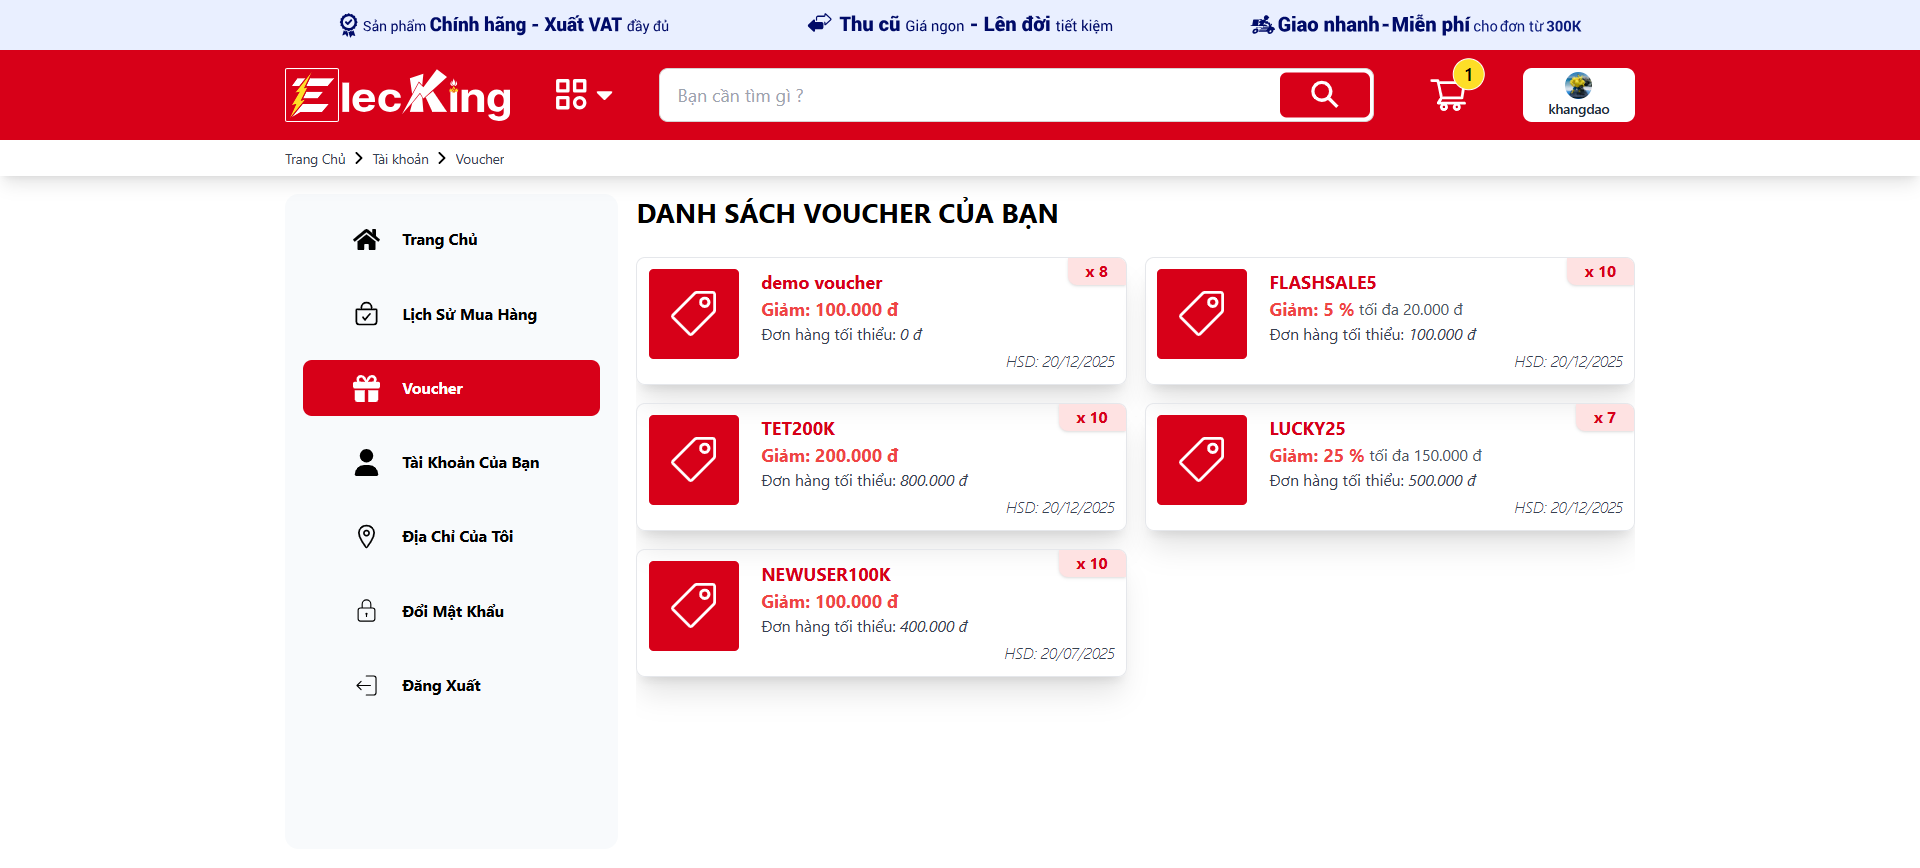 Sản phẩm Chính hãng - Xuất VAT đầy đủ
Thu cũ Giá ngon - Lên đời tiết kiệm
Giao nhanh - Miễn phí cho đơn từ 300K
ElecKing
Bạn cần tìm gì ?
1
khangdao
Trang Chủ > Tài khoản > Voucher
Trang Chủ
Lịch Sử Mua Hàng
Voucher
Tài Khoản Của Bạn
Địa Chỉ Của Tôi
Đổi Mật Khẩu
Đăng Xuất
DANH SÁCH VOUCHER CỦA BẠN
x 8
demo voucher
Giảm: 100.000 đ
Đơn hàng tối thiểu: 0 đ
HSD: 20/12/2025
x 10
FLASHSALE5
Giảm: 5 % tối đa 20.000 đ
Đơn hàng tối thiểu: 100.000 đ
HSD: 20/12/2025
x 10
TET200K
Giảm: 200.000 đ
Đơn hàng tối thiểu: 800.000 đ
HSD: 20/12/2025
x 7
LUCKY25
Giảm: 25 % tối đa 150.000 đ
Đơn hàng tối thiểu: 500.000 đ
HSD: 20/12/2025
x 10
NEWUSER100K
Giảm: 100.000 đ
Đơn hàng tối thiểu: 400.000 đ
HSD: 20/07/2025